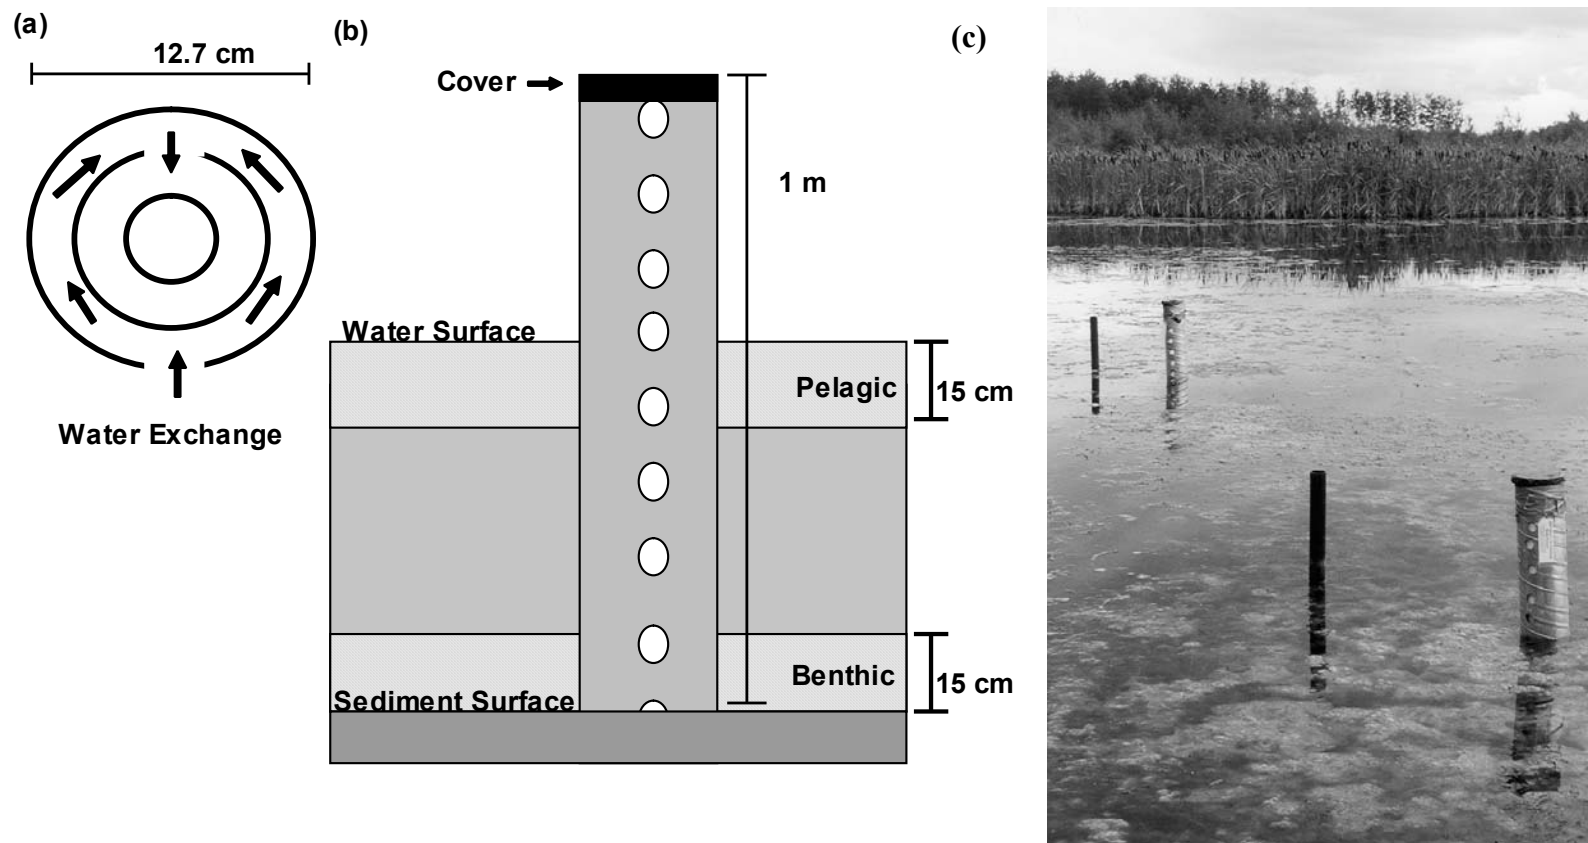 (a)
12.7 cm
Water Exchange
(b)
Cover
1 m
Water Surface
Pelagic
15 cm
Benthic
15 cm
Sediment Surface
(c)